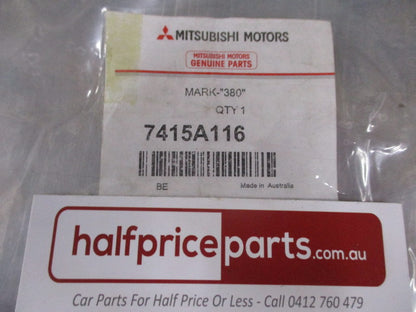 MITSUBISHI MOTORS
MITSUBISHI MOTORS
GENUINE PARTS
MARK-"380"
QTY 1
7415A116
BE Made in Australia
halfpriceparts.com.au
Car Parts For Half Price Or Less - Call 0412 760 479